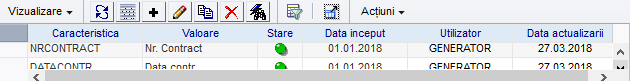 Vizualizare Acțiuni
Caracteristica Valoare Stare Data inceput Utilizator Data actualizarii
NRCONTRACT Nr. Contract 01.01.2018 GENERATOR 27.03.2018
DATACONTR Data contr 01.01.2018 GENERATOR 27.03.2018